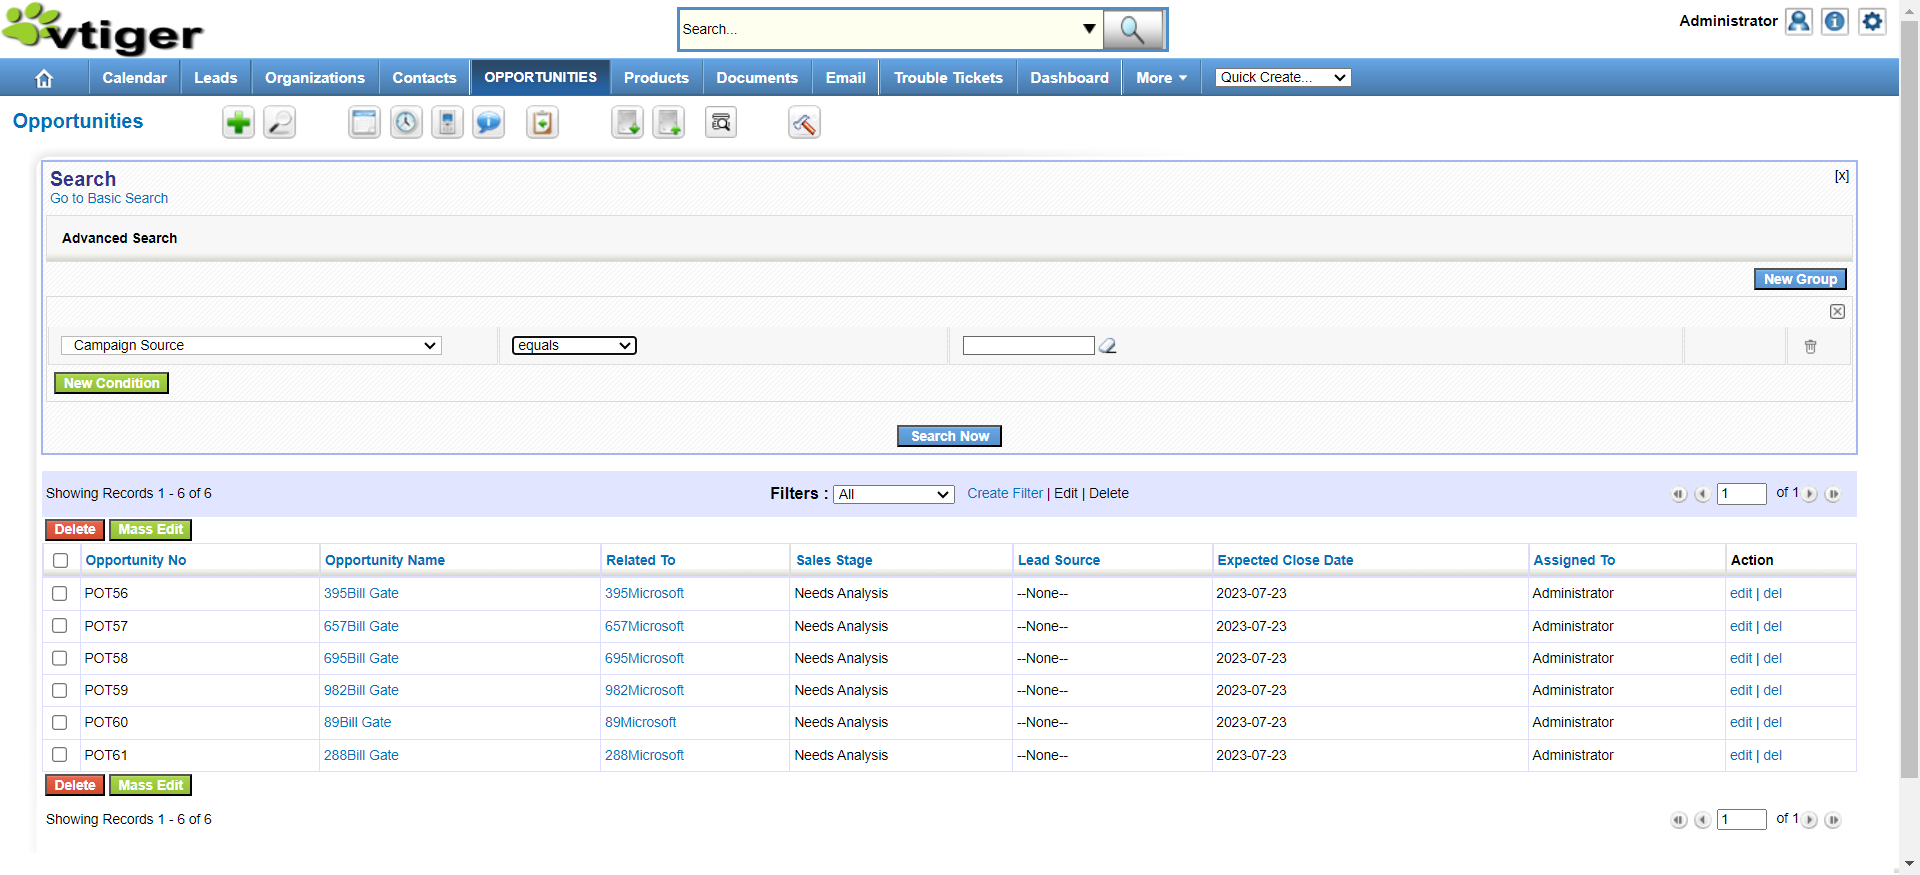 vtiger
Search...
Administrator
Calendar Leads Organizations Contacts OPPORTUNITIES Products Documents Email Trouble Tickets Dashboard More Quick Create...
Opportunities
Search
[x]
Go to Basic Search
Advanced Search
New Group
Campaign Source equals
New Condition
Search Now
Showing Records 1 - 6 of 6 Filters : All Create Filter | Edit | Delete 1 of 1
Delete Mass Edit
Opportunity No Opportunity Name Related To Sales Stage Lead Source Expected Close Date Assigned To Action
POT56 395Bill Gate 395Microsoft Needs Analysis --None-- 2023-07-23 Administrator edit | del
POT57 657Bill Gate 657Microsoft Needs Analysis --None-- 2023-07-23 Administrator edit | del
POT58 695Bill Gate 695Microsoft Needs Analysis --None-- 2023-07-23 Administrator edit | del
POT59 982Bill Gate 982Microsoft Needs Analysis --None-- 2023-07-23 Administrator edit | del
POT60 89Bill Gate 89Microsoft Needs Analysis --None-- 2023-07-23 Administrator edit | del
POT61 288Bill Gate 288Microsoft Needs Analysis --None-- 2023-07-23 Administrator edit | del
Delete Mass Edit
Showing Records 1 - 6 of 6 1 of 1